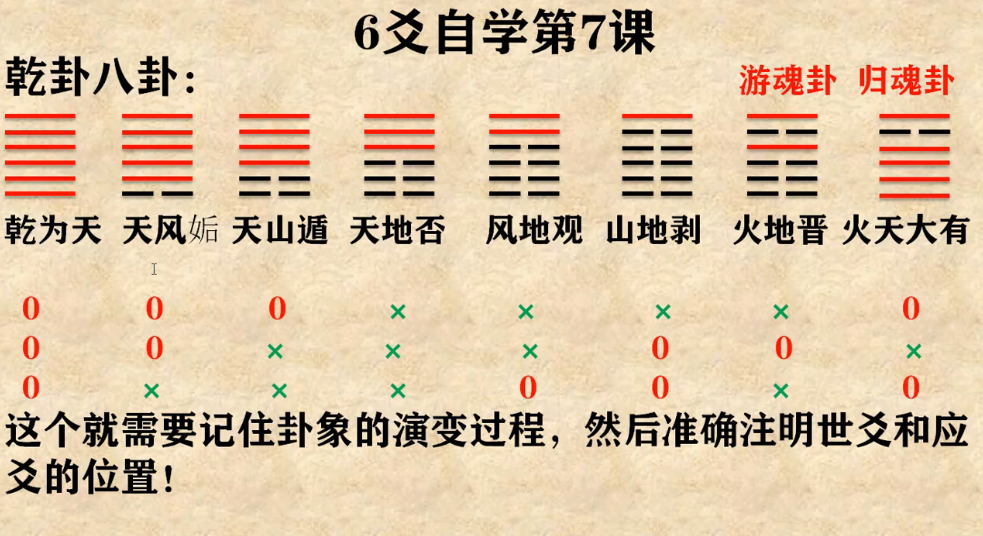 6爻自学第7课
乾卦八卦：
游魂卦 归魂卦
乾为天 天风姤 天山遁 天地否 风地观 山地剥 火地晋 火天大有
0 0 0 × × × × 0
0 0 × × × 0 0 ×
0 × × × 0 0 × 0
这个就需要记住卦象的演变过程，然后准确注明世爻和应
爻的位置！